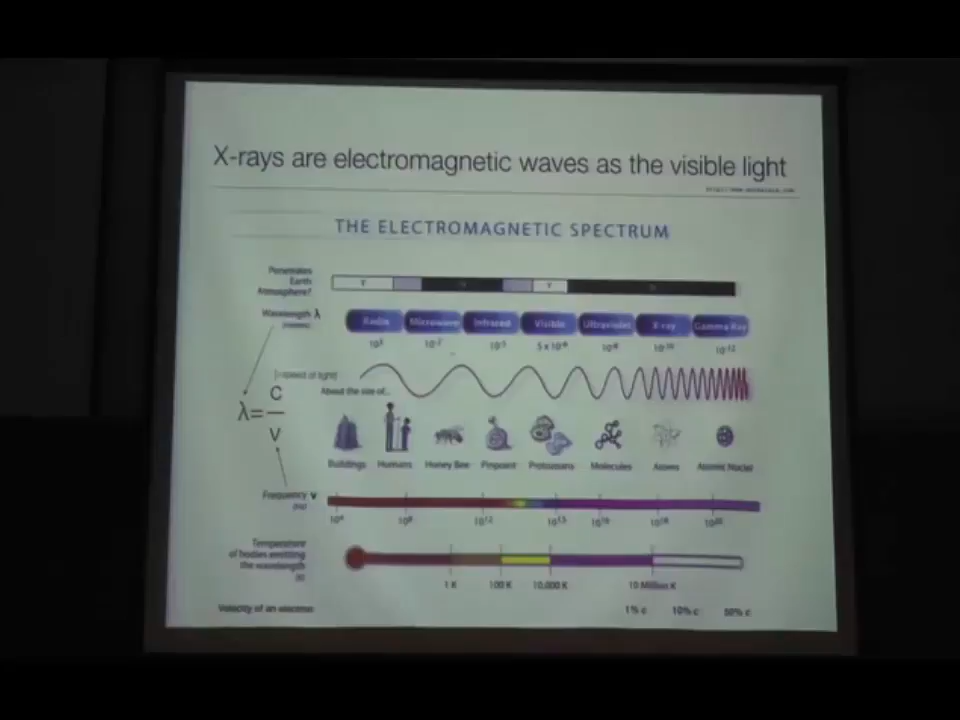 X-rays are electromagnetic waves as the visible light
THE ELECTROMAGNETIC SPECTRUM
Penetrates
Earth
Atmosphere?
Y N Y N
Wavelength λ
Radio Microwave Infrared Visible Ultraviolet X-ray Gamma Ray
10³ 10⁻² 10⁻⁵ 10⁻⁸ 10⁻¹⁰ 10⁻¹²
[speed of light]
About the size of...
λ= C
ν
Buildings Humans Honey Bee Pinpoint Protozoans Molecules Atoms Atomic Nuclei
Frequency ν
(Hz)
10⁴ 10⁸ 10¹² 10¹⁵ 10¹⁶ 10¹⁸ 10²⁰
Temperature
of bodies emitting
the wavelength
(K)
1 K 100 K 10,000 K 10 Million K
Velocity of an
1% c 10% c 50% c